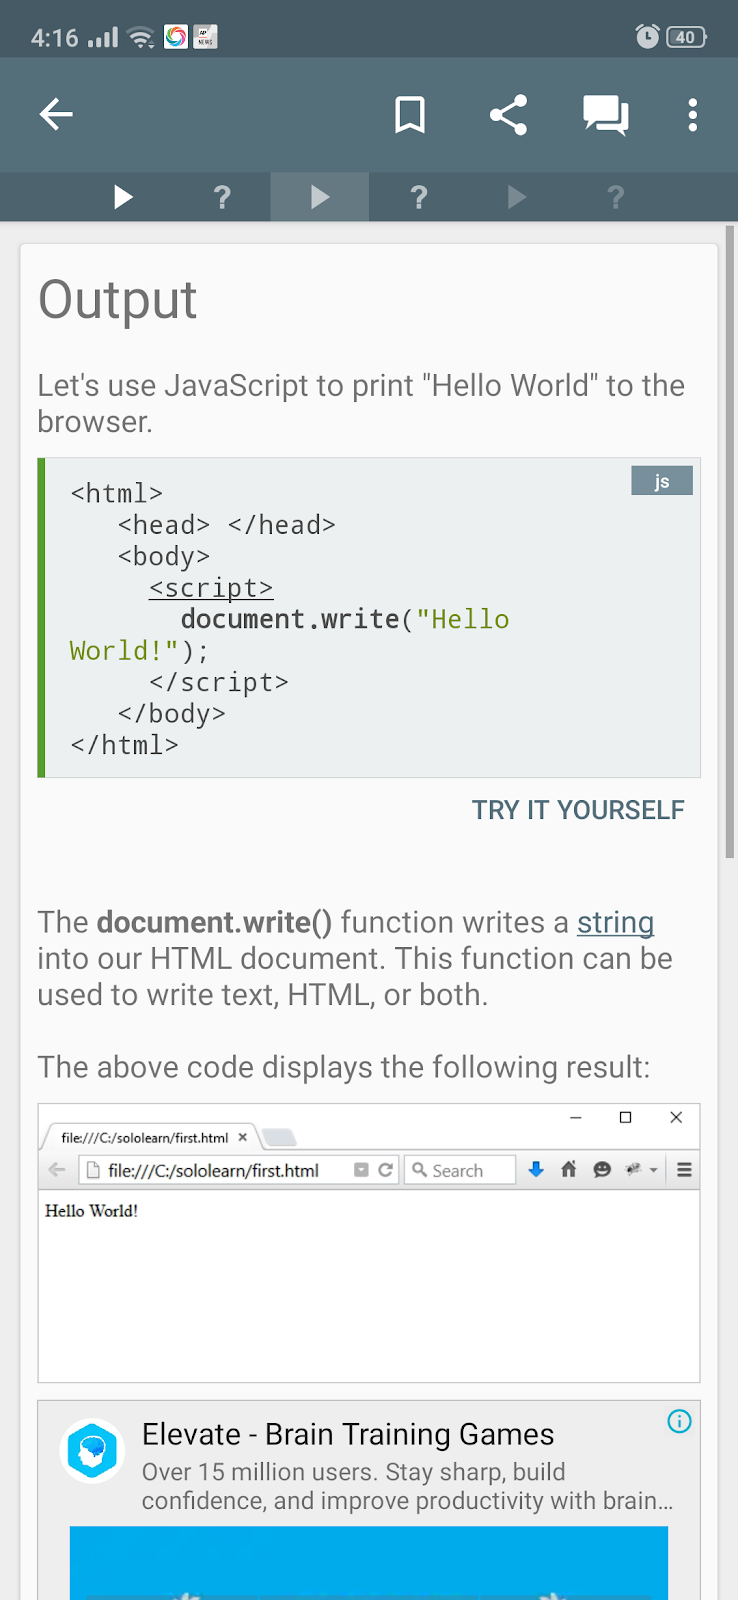 4:16
AP
NEWS
40
? ? ?
Output
Let's use JavaScript to print "Hello World" to the
browser.
js
<html>
<head> </head>
<body>
<script>
document.write("Hello
World!");
</script>
</body>
</html>
TRY IT YOURSELF
The document.write() function writes a string
into our HTML document. This function can be
used to write text, HTML, or both.
The above code displays the following result:
file:///C:/sololearn/first.html ×
file:///C:/sololearn/first.html Search
Hello World!
Elevate - Brain Training Games
Over 15 million users. Stay sharp, build
confidence, and improve productivity with brain...